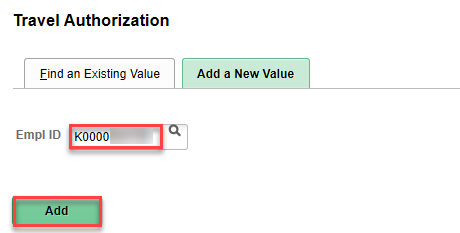 Travel Authorization
Find an Existing Value
Add a New Value
Empl ID K0000
Add